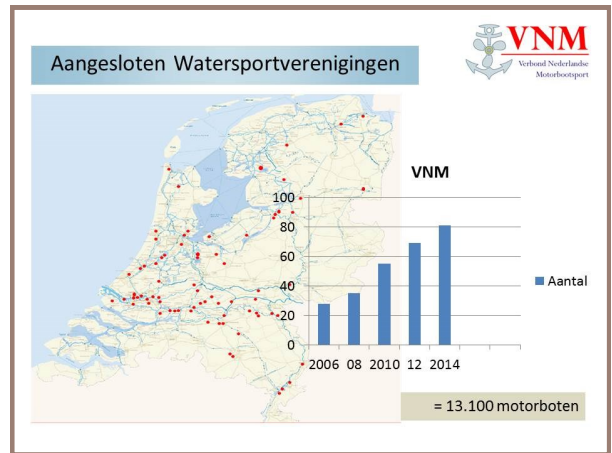 Aangesloten Watersportverenigingen
VNM
Verbond Nederlandse
Motorbootsport
VNM
100
80
60
40
20
0
2006 08 2010 12 2014
Aantal
= 13.100 motorboten